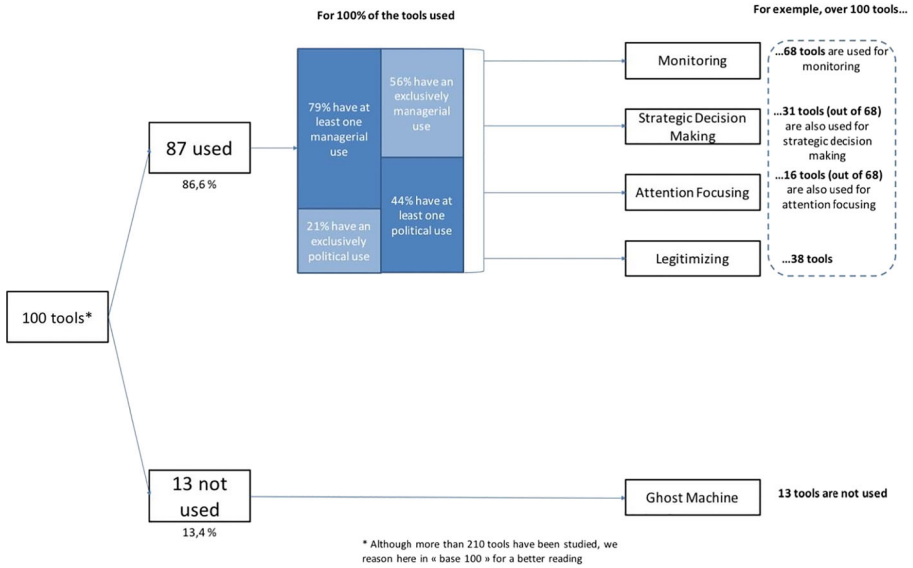 For 100% of the tools used
For exemple, over 100 tools...
100 tools*
87 used
86,6 %
79% have at
least one
managerial
use
21% have an
exclusively
political use
56% have an
exclusively
managerial
use
44% have at
least one
political use
Monitoring
...68 tools are used for
monitoring
Strategic Decision
Making
...31 tools (out of 68)
are also used for
strategic decision
making
Attention Focusing
...16 tools (out of 68)
are also used for
attention focusing
Legitimizing
...38 tools
13 not
used
13,4 %
Ghost Machine
13 tools are not used
* Although more than 210 tools have been studied, we
reason here in « base 100 » for a better reading